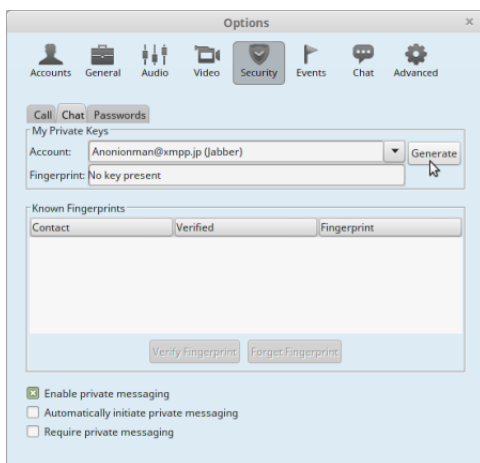 Options
Accounts General Audio Video Security Events Chat Advanced
Call Chat Passwords
My Private Keys
Account: Anonionman@xmpp.jp (Jabber) Generate
Fingerprint: No key present
Known Fingerprints
Contact Verified Fingerprint
Verify Fingerprint Forget Fingerprint
Enable private messaging
Automatically initiate private messaging
Require private messaging